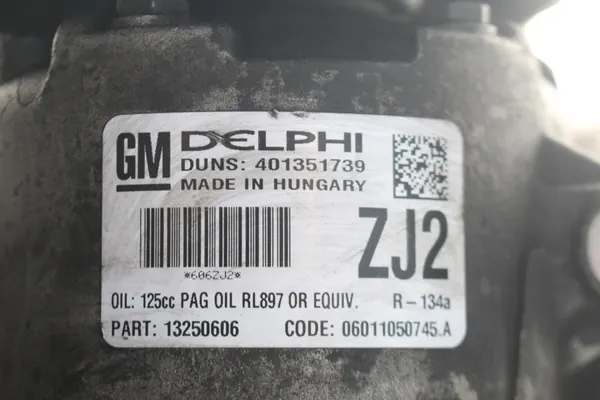 GM DELPHI
DUNS: 401351739
MADE IN HUNGARY
*606ZJ2*
ZJ2
OIL: 125cc PAG OIL RL897 OR EQUIV. R-134a
PART: 13250606 CODE: 06011050745.A